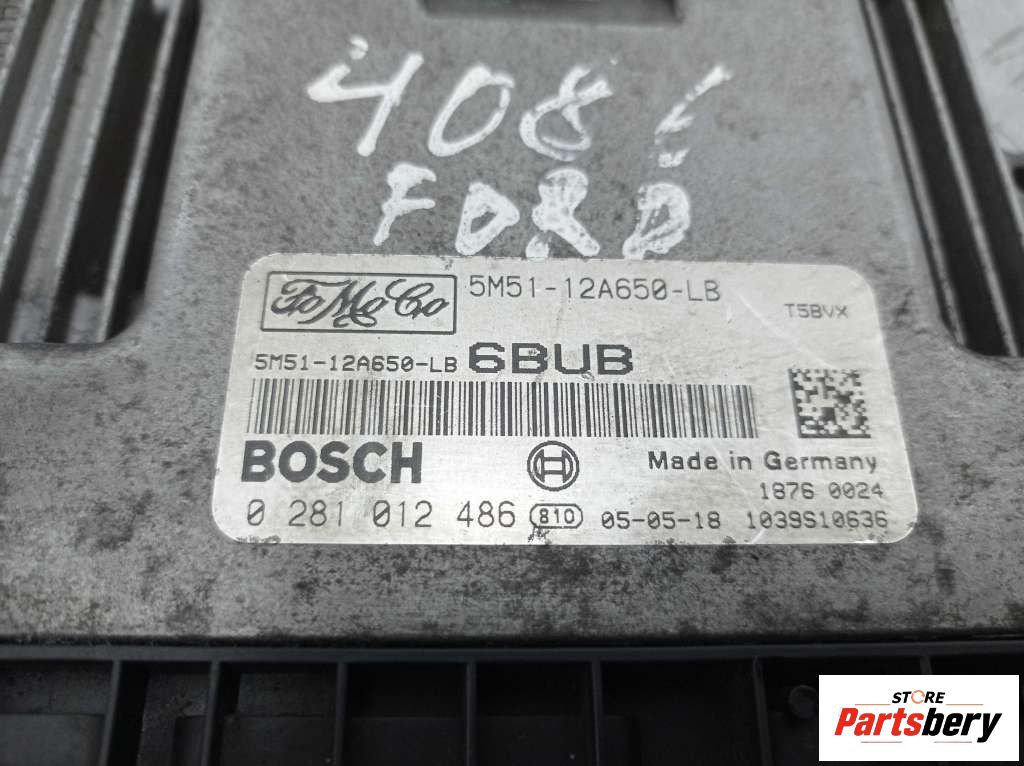 408
FORD
FoMoCo 5M51-12A650-LB
T5BVX
5M51-12A650-LB 6BUB
BOSCH
Made in Germany
1876 0024
0 281 012 486 810 05-05-18 1039S10636
STORE
Partsbery